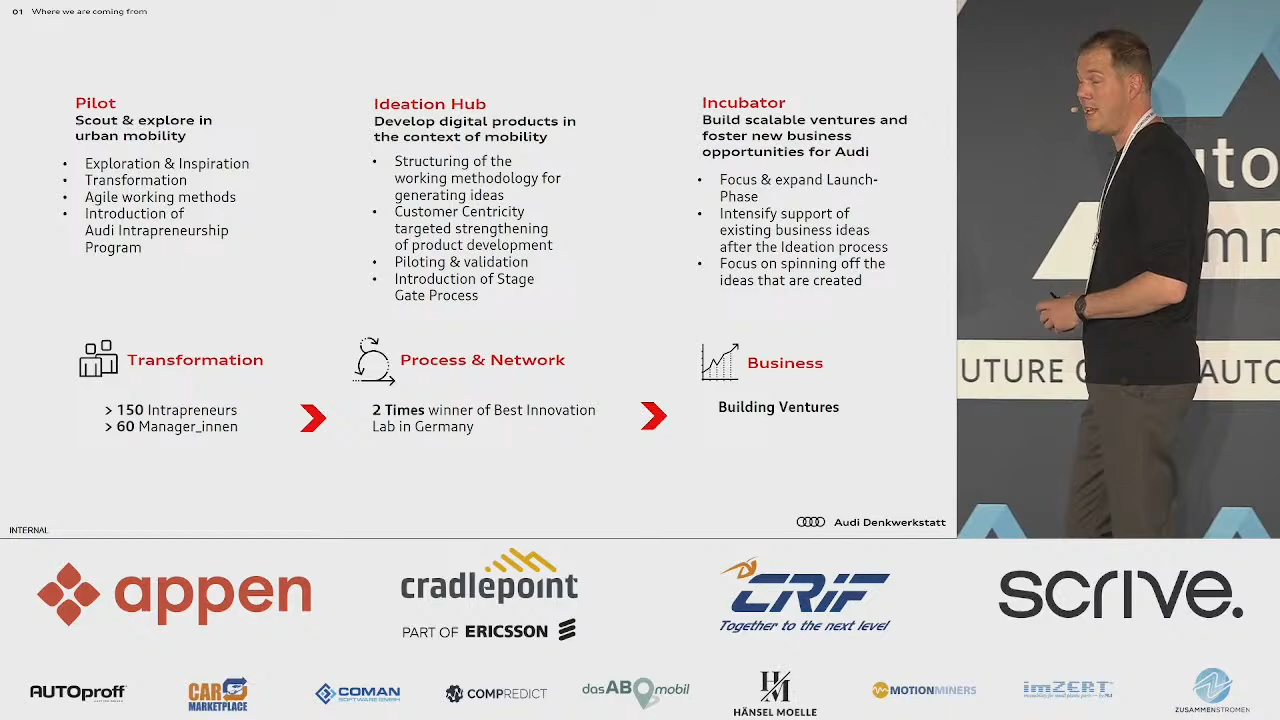 01 Where we are coming from
Pilot
Scout & explore in
urban mobility
• Exploration & Inspiration
• Transformation
• Agile working methods
• Introduction of
Audi Intrapreneurship
Program
Ideation Hub
Develop digital products in
the context of mobility
• Structuring of the
working methodology for
generating ideas
• Customer Centricity
targeted strengthening
of product development
• Piloting & validation
• Introduction of Stage
Gate Process
Incubator
Build scalable ventures and
foster new business
opportunities for Audi
• Focus & expand Launch-
Phase
• Intensify support of
existing business ideas
after the Ideation process
• Focus on spinning off the
ideas that are created
Transformation
> 150 Intrapreneurs
> 60 Manager_innen
Process & Network
2 Times winner of Best Innovation
Lab in Germany
Business
Building Ventures
INTERNAL
Audi Denkwerkstatt
uto
mm
UTURE
AUTO
appen
cradlepoint
PART OF ERICSSON
CRIF
Together to the next level
scrive.
AUTOproff
CAR
MARKETPLACE
COMAN
SOFTWARE GMBH
COMPREDICT
dasABOmobil
H/M
HÄNSEL MOELLE
MOTIONMINERS
imZERT
ZUSAMMENSTROMEN